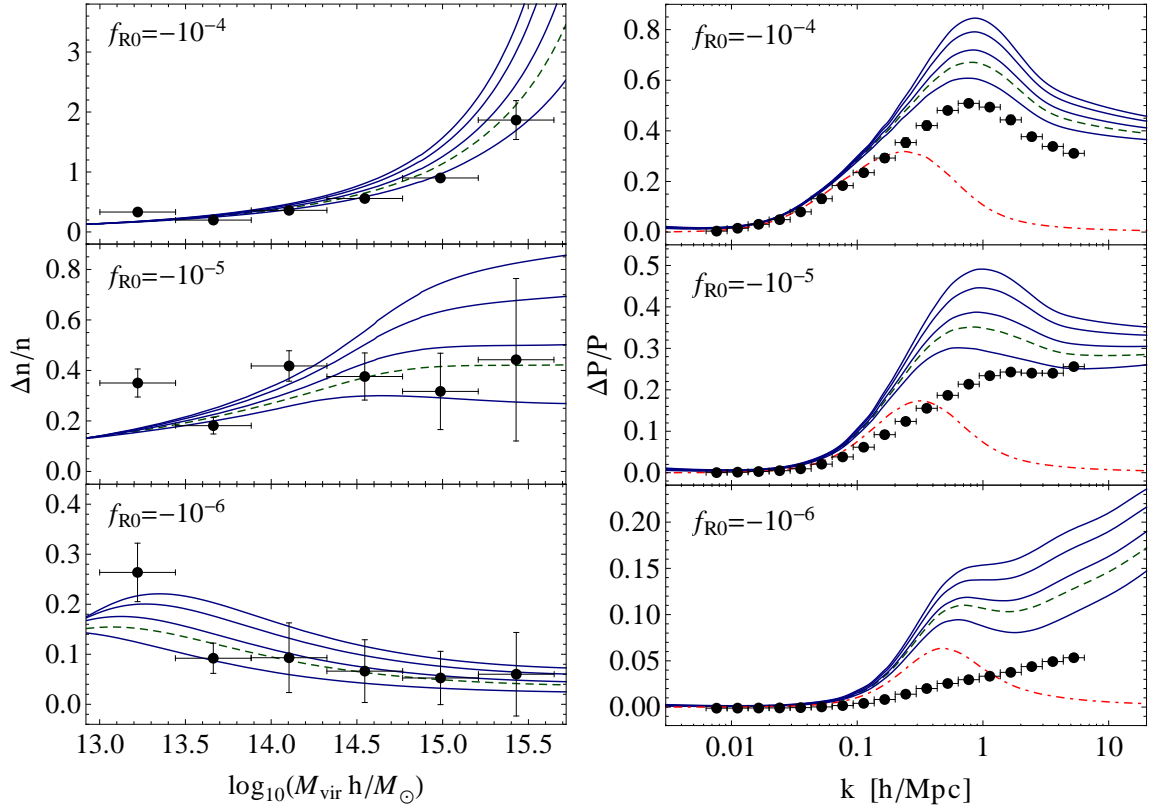 f_R0=−10^−4
3
2
1
0
Δn/n
f_R0=−10^−5
0.8
0.6
0.4
0.2
0.0
f_R0=−10^−6
0.4
0.3
0.2
0.1
0.0
13.0 13.5 14.0 14.5 15.0 15.5
log₁₀(M_vir h/M_⊙)
f_R0=−10^−4
0.8
0.6
0.4
0.2
0.0
ΔP/P
f_R0=−10^−5
0.5
0.4
0.3
0.2
0.1
0.0
f_R0=−10^−6
0.20
0.15
0.10
0.05
0.00
0.01 0.1 1 10
k [h/Mpc]